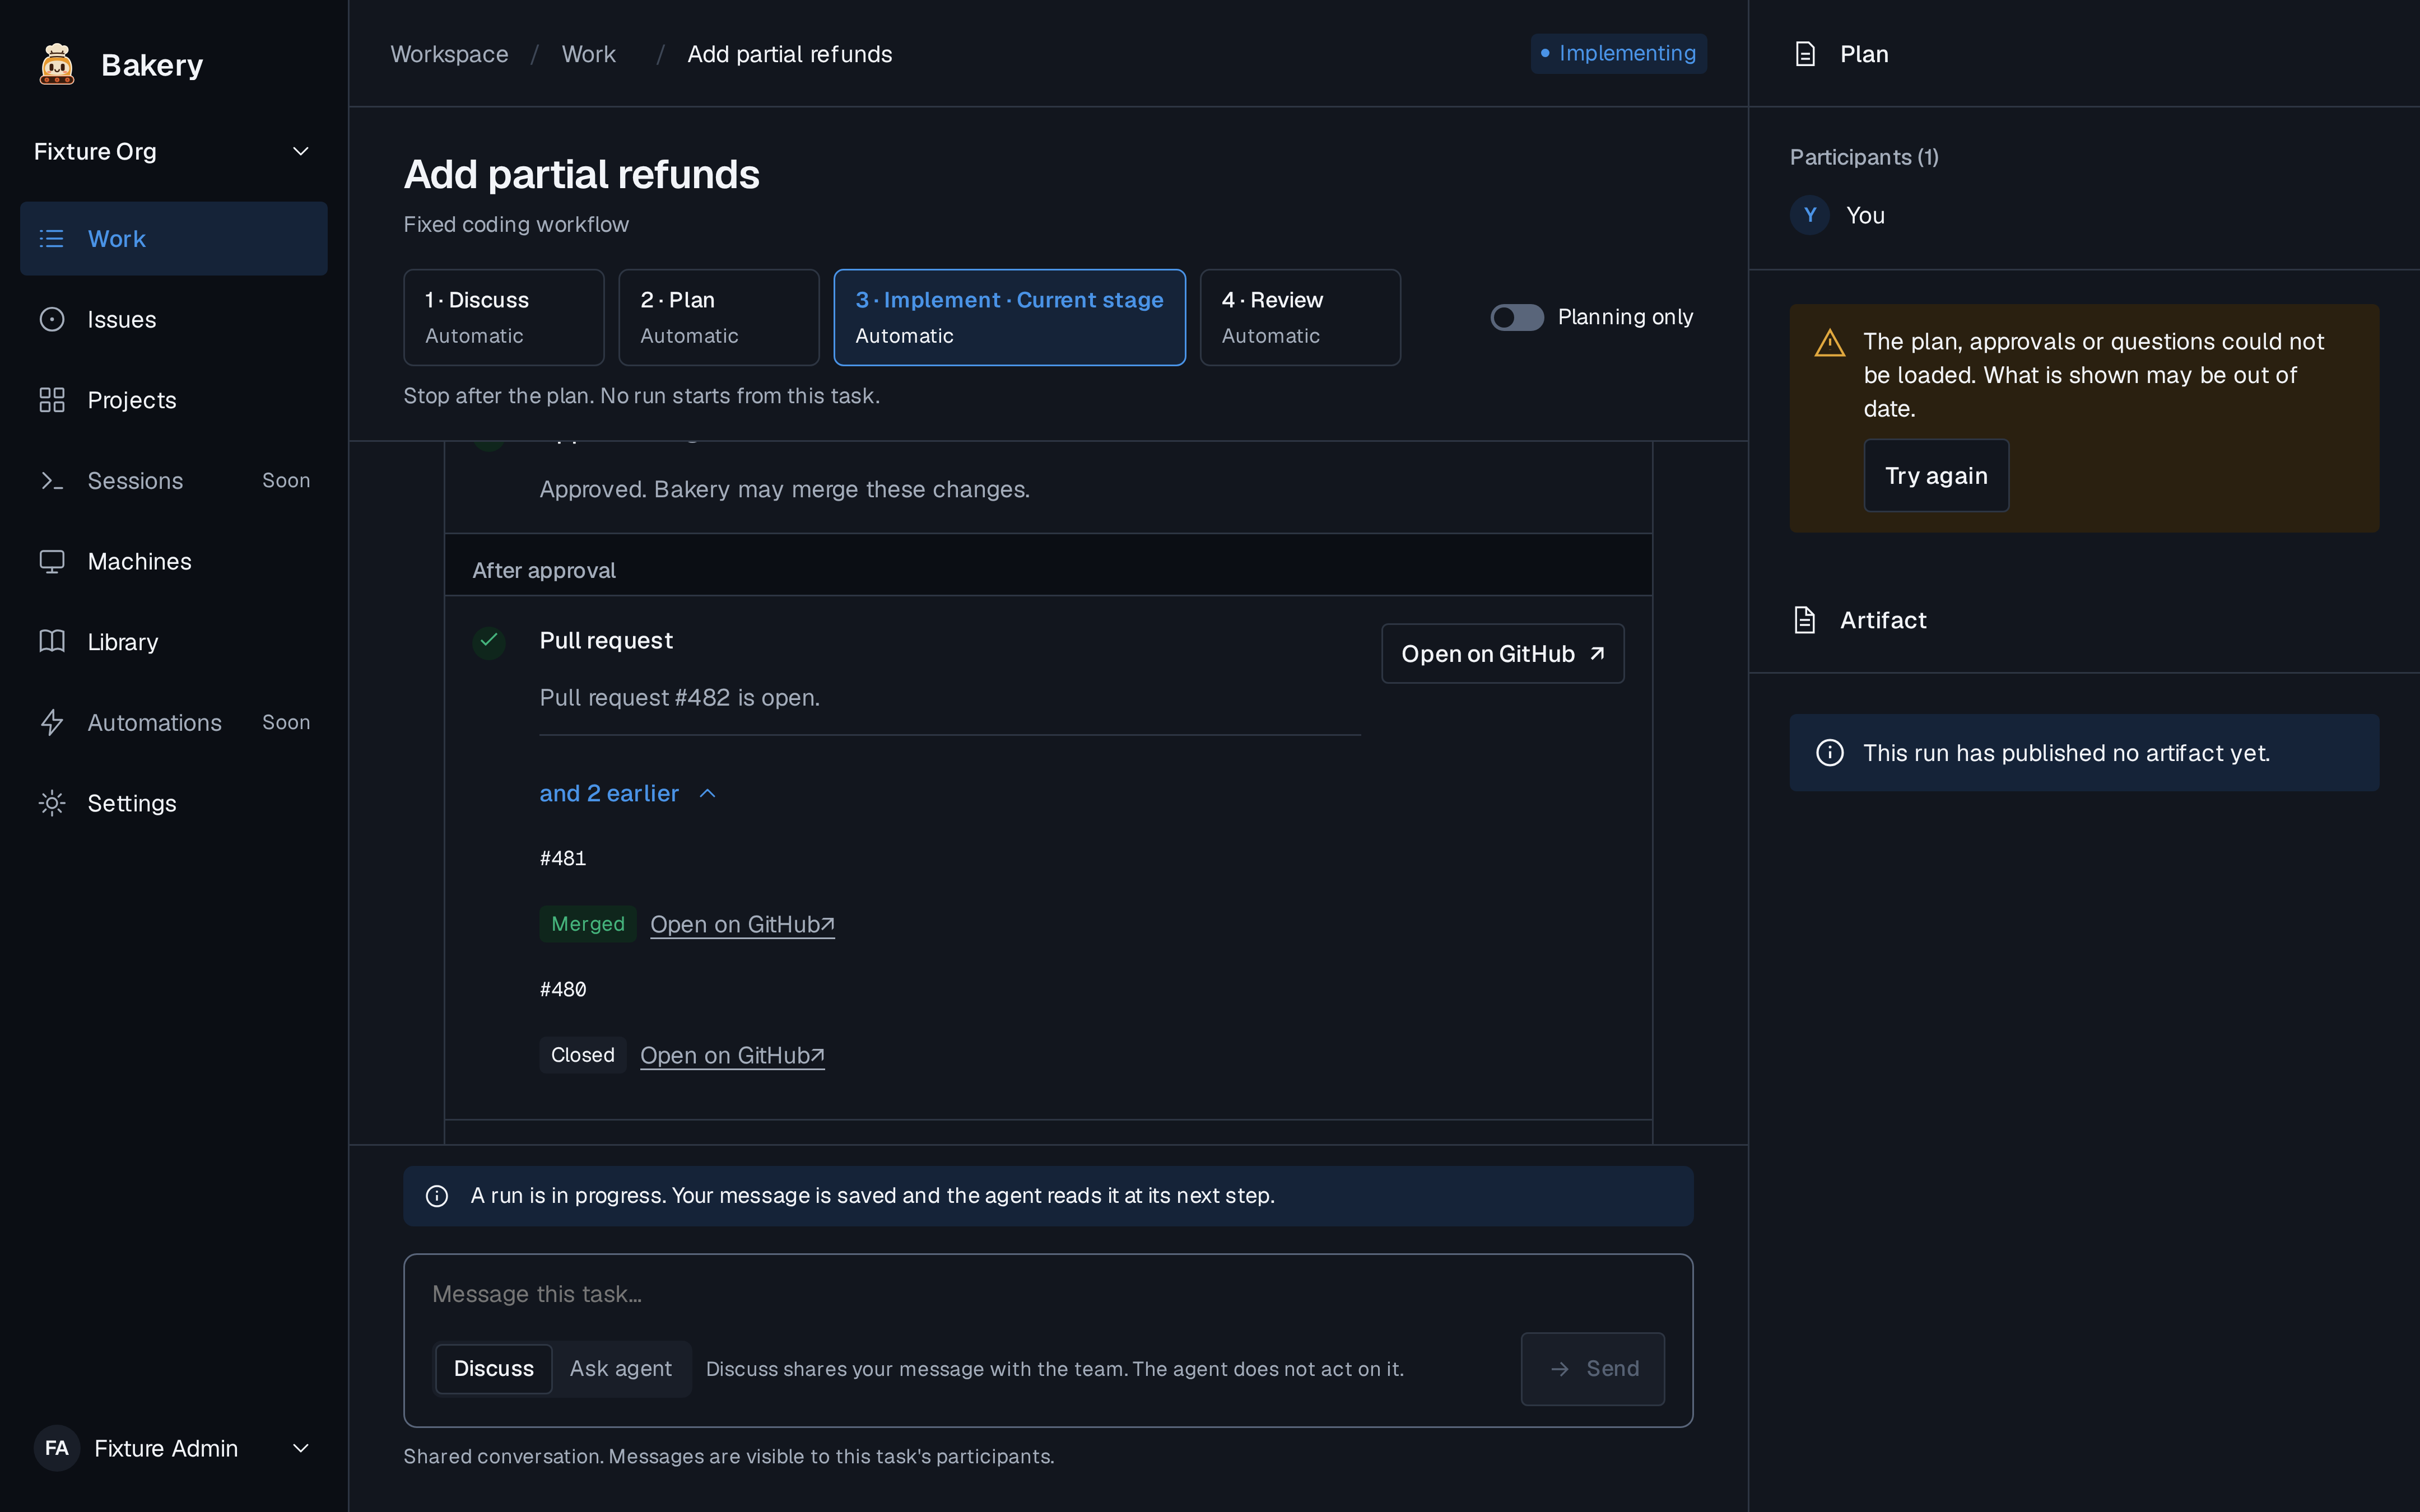 Bakery
Fixture Org
Work
Issues
Projects
Sessions Soon
Machines
Library
Automations Soon
Settings
FA Fixture Admin
Workspace / Work / Add partial refunds
Implementing
Add partial refunds
Fixed coding workflow
1 · Discuss
Automatic
2 · Plan
Automatic
3 · Implement · Current stage
Automatic
4 · Review
Automatic
Planning only
Stop after the plan. No run starts from this task.
Approved. Bakery may merge these changes.
After approval
Pull request
Open on GitHub
Pull request #482 is open.
and 2 earlier
#481
Merged Open on GitHub
#480
Closed Open on GitHub
A run is in progress. Your message is saved and the agent reads it at its next step.
Message this task...
Discuss Ask agent Discuss shares your message with the team. The agent does not act on it.
Send
Shared conversation. Messages are visible to this task's participants.
Plan
Participants (1)
Y You
The plan, approvals or questions could not
be loaded. What is shown may be out of
date.
Try again
Artifact
This run has published no artifact yet.